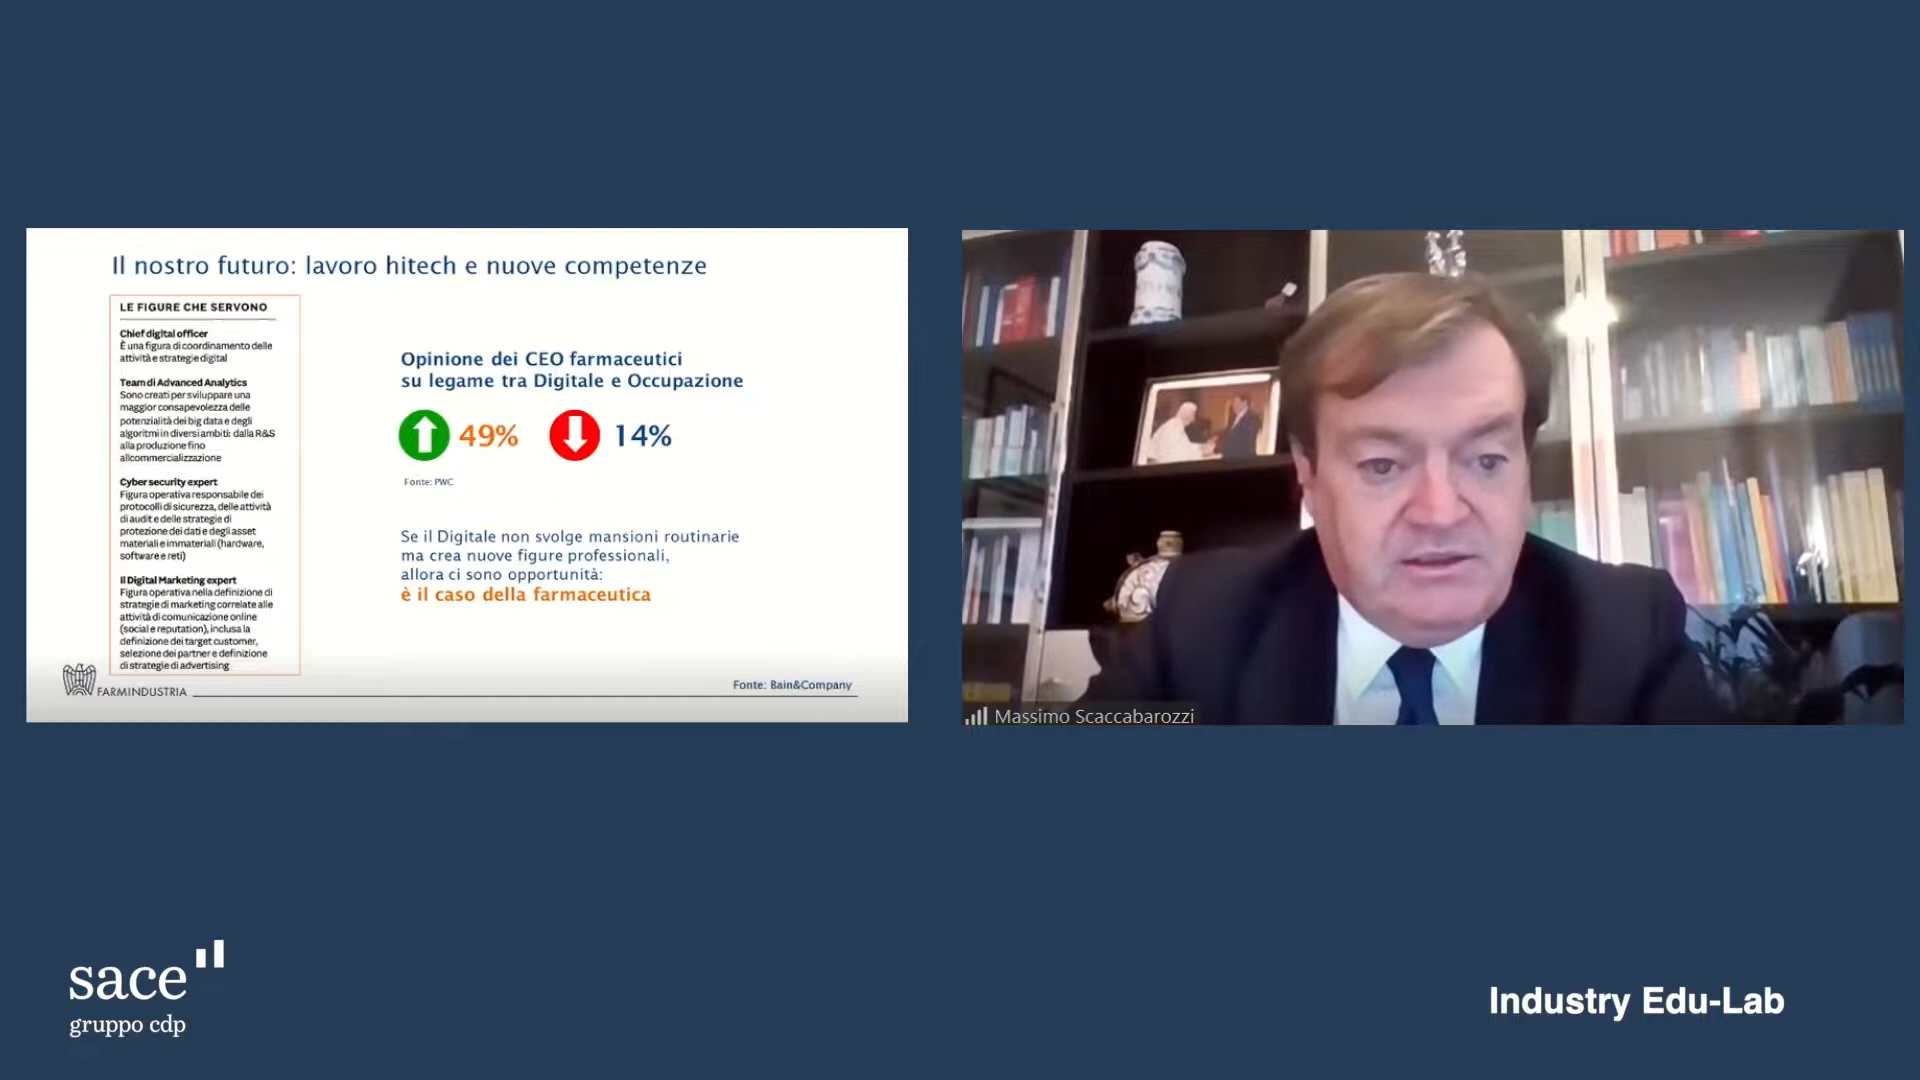 Il nostro futuro: lavoro hitech e nuove competenze
LE FIGURE CHE SERVONO
Chief digital officer
È una figura di coordinamento delle
attività e strategie digital
Team di Advanced Analytics
Sono creati per sviluppare una
maggior consapevolezza delle
potenzialità dei big data e degli
algoritmi in diversi ambiti: dalla R&S
alla produzione fino
allcommercializzazione
Cyber security expert
Figura operativa responsabile dei
protocolli di sicurezza, delle attività
di audit e delle strategie di
protezione dei dati e degli asset
materiali e immateriali (hardware,
software e reti)
Il Digital Marketing expert
Figura operativa nella definizione di
strategie di marketing correlate alle
attività di comunicazione online
(social e reputation), inclusa la
definizione dei target customer,
selezione dei partner e definizione
di strategie di advertising
Opinione dei CEO farmaceutici
su legame tra Digitale e Occupazione
49% 14%
Fonte: PWC
Se il Digitale non svolge mansioni routinarie
ma crea nuove figure professionali,
allora ci sono opportunità:
è il caso della farmaceutica
FARMINDUSTRIA
Fonte: Bain&Company
Massimo Scaccabarozzi
sace
gruppo cdp
Industry Edu-Lab